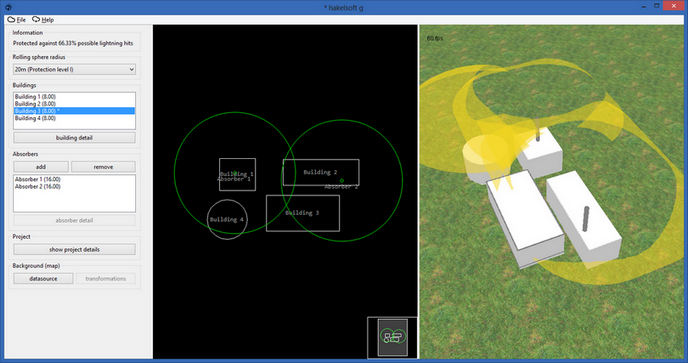 * hakelsoft g
File Help
Information
Protected against 66.33% possible lightning hits
Rolling sphere radius
20m (Protection level I)
Buildings
Building 1 (8.00)
Building 2 (8.00)
Building 3 (8.00) *
Building 4 (8.00)
building detail
Absorbers
add remove
Absorber 1 (16.00)
Absorber 2 (16.00)
absorber detail
Project
show project details
Background (map)
datasource transformations
Building 1
Absorber 1
Building 2
Absorber 2
Building 3
Building 4
60 fps